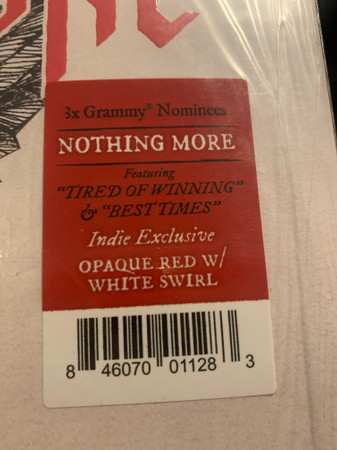 3x Grammy® Nominees
NOTHING MORE
Featuring
"TIRED OF WINNING"
& "BEST TIMES"
Indie Exclusive
OPAQUE RED W/
WHITE SWIRL
8 46070 01128 3